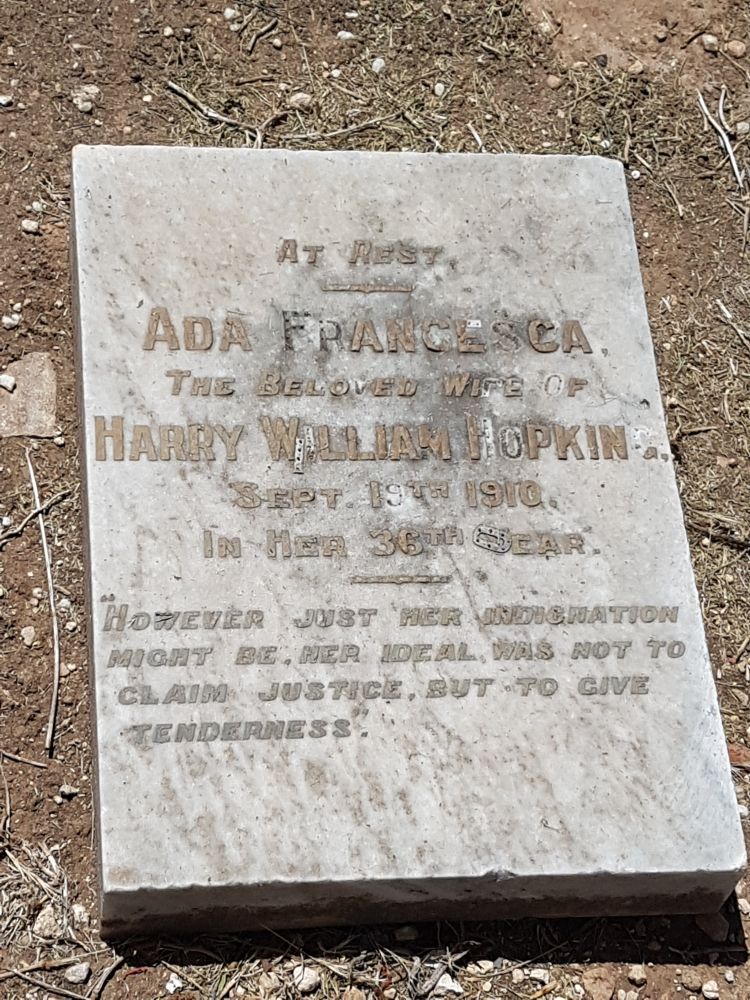 At Rest.
Ada Francesca,
The Beloved Wife of
Harry William Hopking,
Sept. 19th 1910.
In Her 36th Year.
"However just her indignation
might be, her ideal was not to
claim justice, but to give
tenderness".